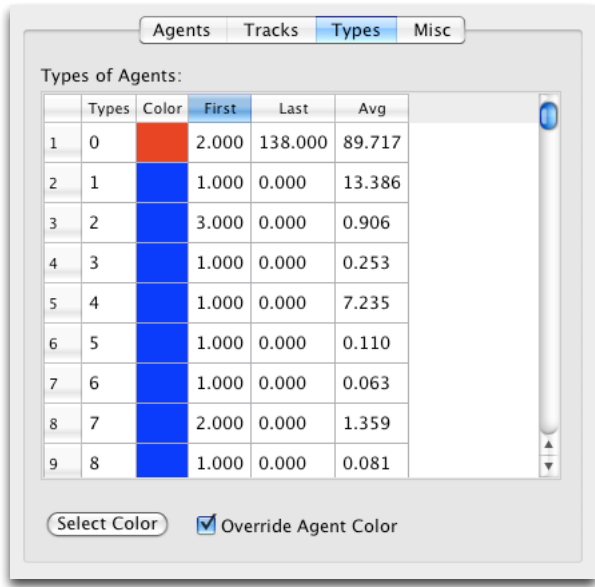 Agents Tracks Types Misc
Types of Agents:
Types Color First Last Avg
1 0 2.000 138.000 89.717
2 1 1.000 0.000 13.386
3 2 3.000 0.000 0.906
4 3 1.000 0.000 0.253
5 4 1.000 0.000 7.235
6 5 1.000 0.000 0.110
7 6 1.000 0.000 0.063
8 7 2.000 0.000 1.359
9 8 1.000 0.000 0.081
Select Color Override Agent Color